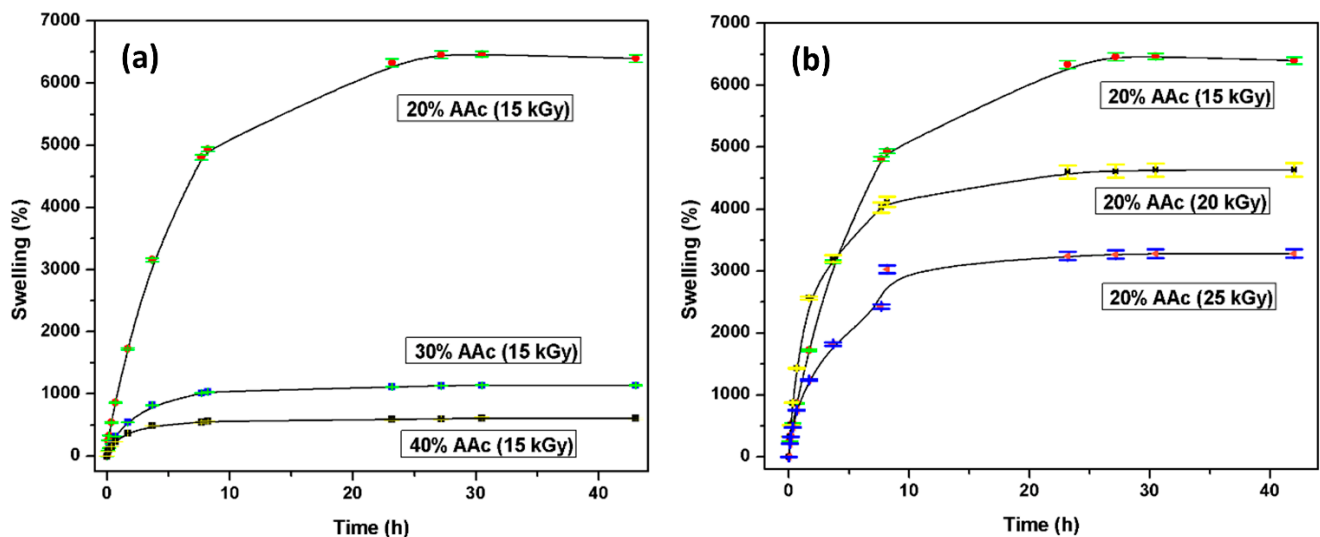 (a)
7000
6000
5000
4000
3000
2000
1000
0
Swelling (%)
20% AAc (15 kGy)
30% AAc (15 kGy)
40% AAc (15 kGy)
0 10 20 30 40
Time (h)
(b)
7000
6000
5000
4000
3000
2000
1000
0
Swelling (%)
20% AAc (15 kGy)
20% AAc (20 kGy)
20% AAc (25 kGy)
0 10 20 30 40
Time (h)